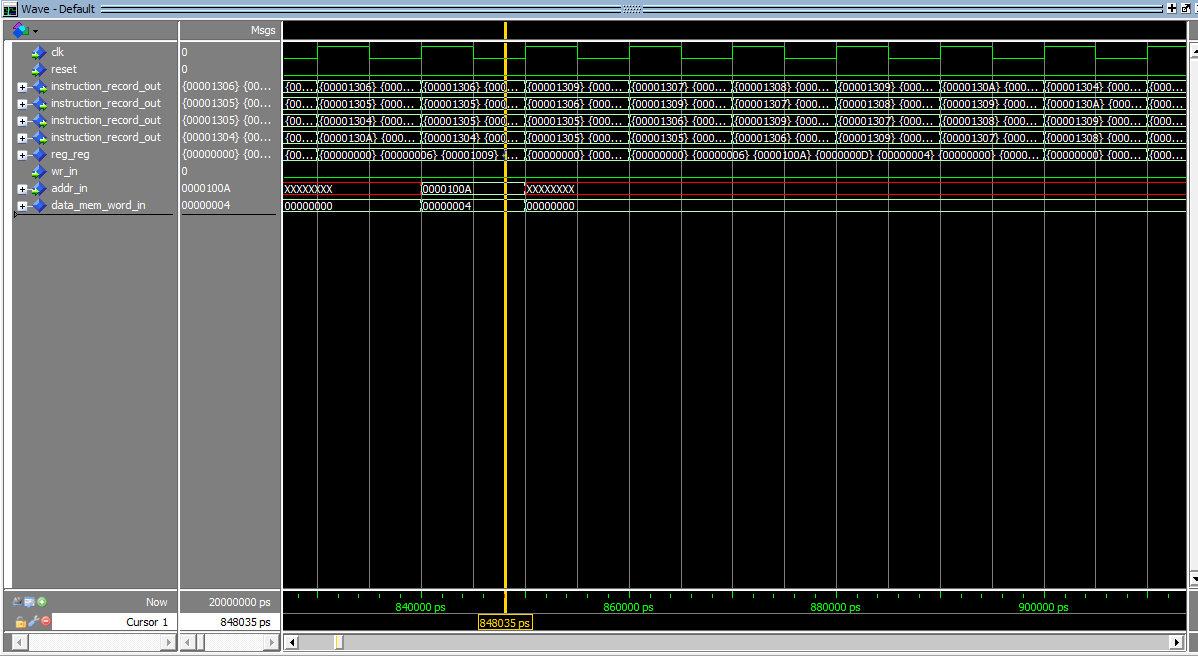 Wave - Default
Msgs
clk 0
reset 0
instruction_record_out {00001306} {00... {00... {00001306} {000... {00001306} {000... {00001309} {000... {00001307} {000... {00001308} {000... {00001309} {000... {0000130A} {000... {00001304} {000... {00...
instruction_record_out {00001305} {00... {00... {00001305} {000... {00001305} {000... {00001306} {000... {00001309} {000... {00001307} {000... {00001308} {000... {00001309} {000... {0000130A} {000... {00...
instruction_record_out {00001305} {00... {00... {00001304} {000... {00001305} {000... {00001305} {000... {00001306} {000... {00001309} {000... {00001307} {000... {00001308} {000... {00001309} {000... {00...
instruction_record_out {00001304} {00... {00... {0000130A} {000... {00001304} {000... {00001305} {000... {00001305} {000... {00001306} {000... {00001309} {000... {00001307} {000... {00001308} {000... {00...
reg_reg {00000000} {00... {00... {00000000} {00000006} {00001009} {... {00000000} {000... {00000000} {00000006} {0000100A} {0000000D} {00000004} {00000000} {000... {00000000} {000... {00...
wr_in 0
addr_in 0000100A XXXXXXXX 0000100A XXXXXXXX
data_mem_word_in 00000004 00000000 00000004 00000000
Now 20000000 ps 840000 ps 860000 ps 880000 ps 900000 ps
Cursor 1 848035 ps 848035 ps